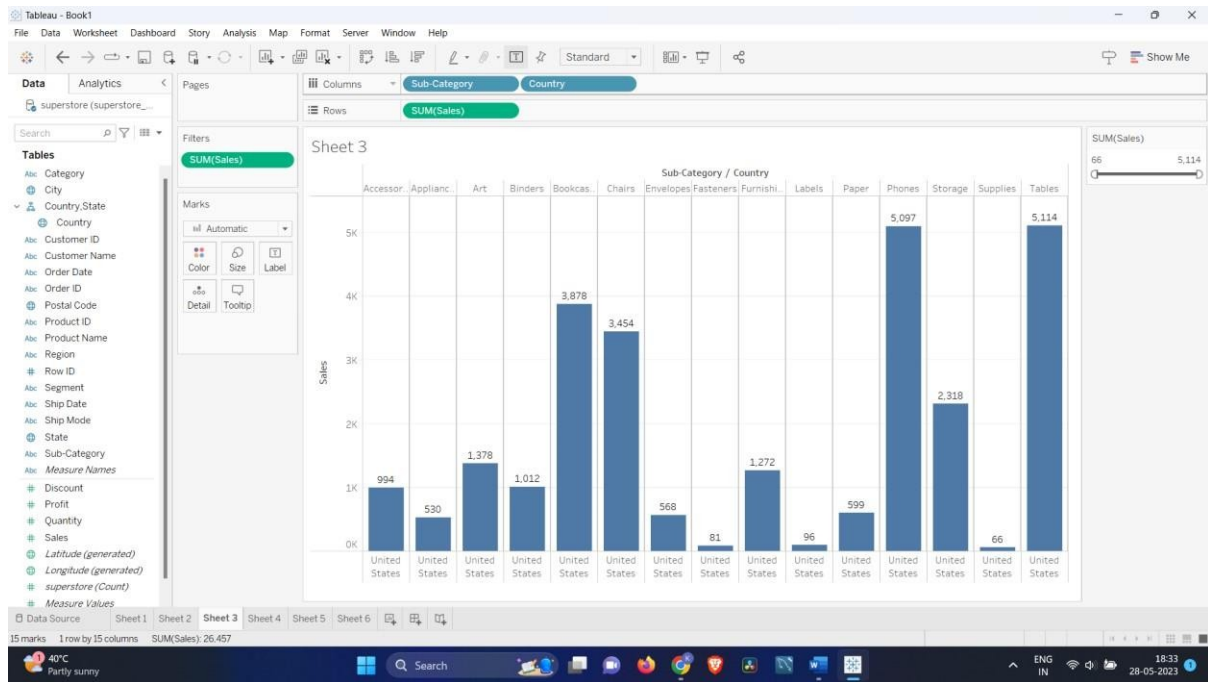 Tableau - Book1
File Data Worksheet Dashboard Story Analysis Map Format Server Window Help
Standard
Show Me
Data Analytics
superstore (superstore_...
Search
Tables
Abc Category
City
Country,State
Country
Abc Customer ID
Abc Customer Name
Abc Order Date
Abc Order ID
Postal Code
Abc Product ID
Abc Product Name
Abc Region
# Row ID
Abc Segment
Abc Ship Date
Abc Ship Mode
State
Abc Sub-Category
Abc Measure Names
# Discount
# Profit
# Quantity
# Sales
Latitude (generated)
Longitude (generated)
# superstore (Count)
# Measure Values
Pages
Filters
SUM(Sales)
Marks
Automatic
Color Size Label
Detail Tooltip
Columns Sub-Category Country
Rows SUM(Sales)
Sheet 3
Sub-Category / Country
Accessor.. Applianc.. Art Binders Bookcas.. Chairs Envelopes Fasteners Furnishi.. Labels Paper Phones Storage Supplies Tables
5K
4K
3K
2K
1K
0K
Sales
994 530 1,378 1,012 3,878 3,454 568 81 1,272 96 599 5,097 2,318 66 5,114
United United United United United United United United United United United United United United United
States States States States States States States States States States States States States States States
SUM(Sales)
66 5,114
Data Source Sheet 1 Sheet 2 Sheet 3 Sheet 4 Sheet 5 Sheet 6
15 marks 1 row by 15 columns SUM(Sales): 26,457
1
40°C
Partly sunny
Search
ENG
IN
18:33
28-05-2023
1